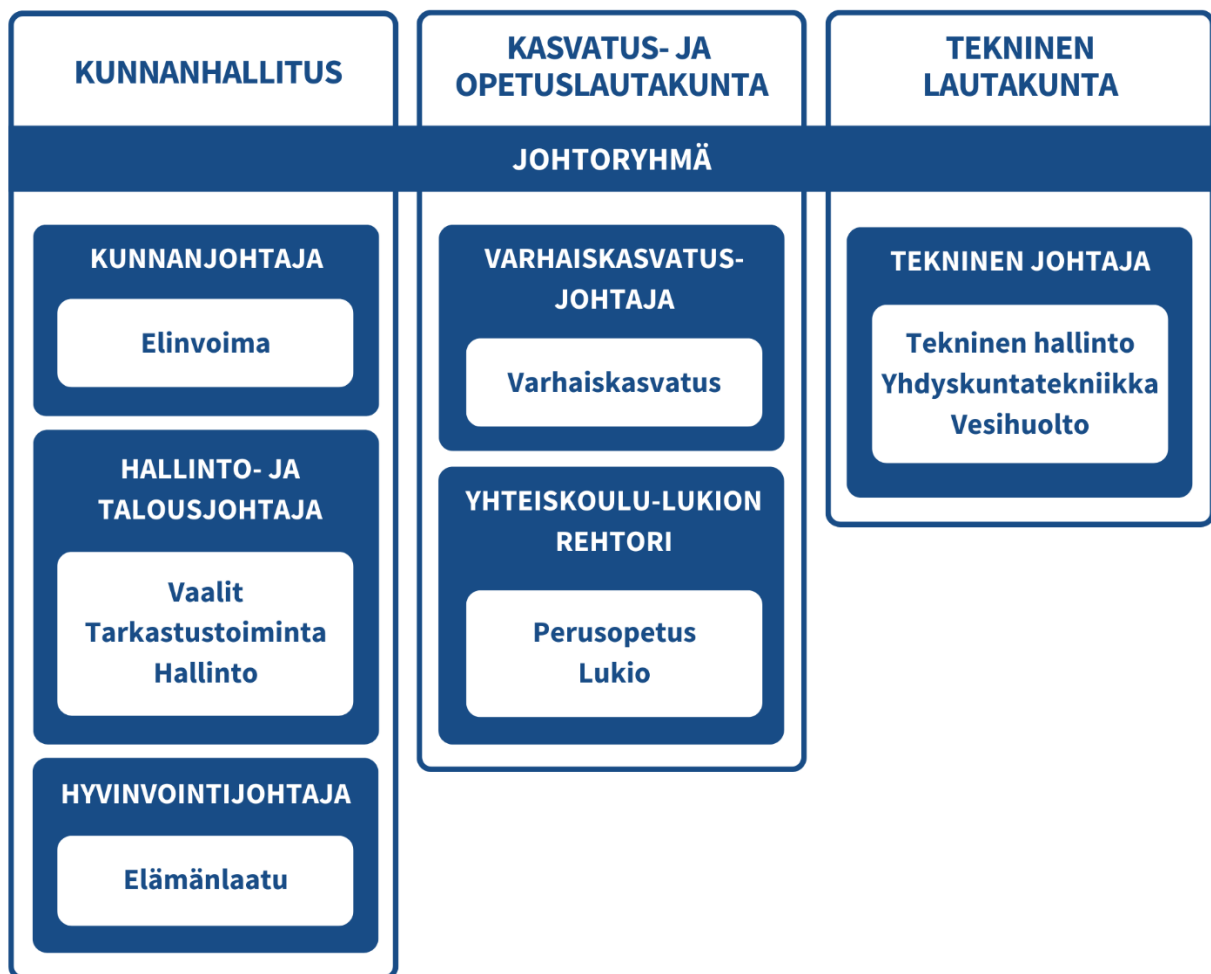 KUNNANHALLITUS
KASVATUS- JA
OPETUSLAUTAKUNTA
TEKNINEN
LAUTAKUNTA
JOHTORYHMÄ
KUNNANJOHTAJA
Elinvoima
HALLINTO- JA
TALOUSJOHTAJA
Vaalit
Tarkastustoiminta
Hallinto
HYVINVOINTIJOHTAJA
Elämänlaatu
VARHAISKASVATUS-
JOHTAJA
Varhaiskasvatus
YHTEISKOULU-LUKION
REHTORI
Perusopetus
Lukio
TEKNINEN JOHTAJA
Tekninen hallinto
Yhdyskuntatekniikka
Vesihuolto